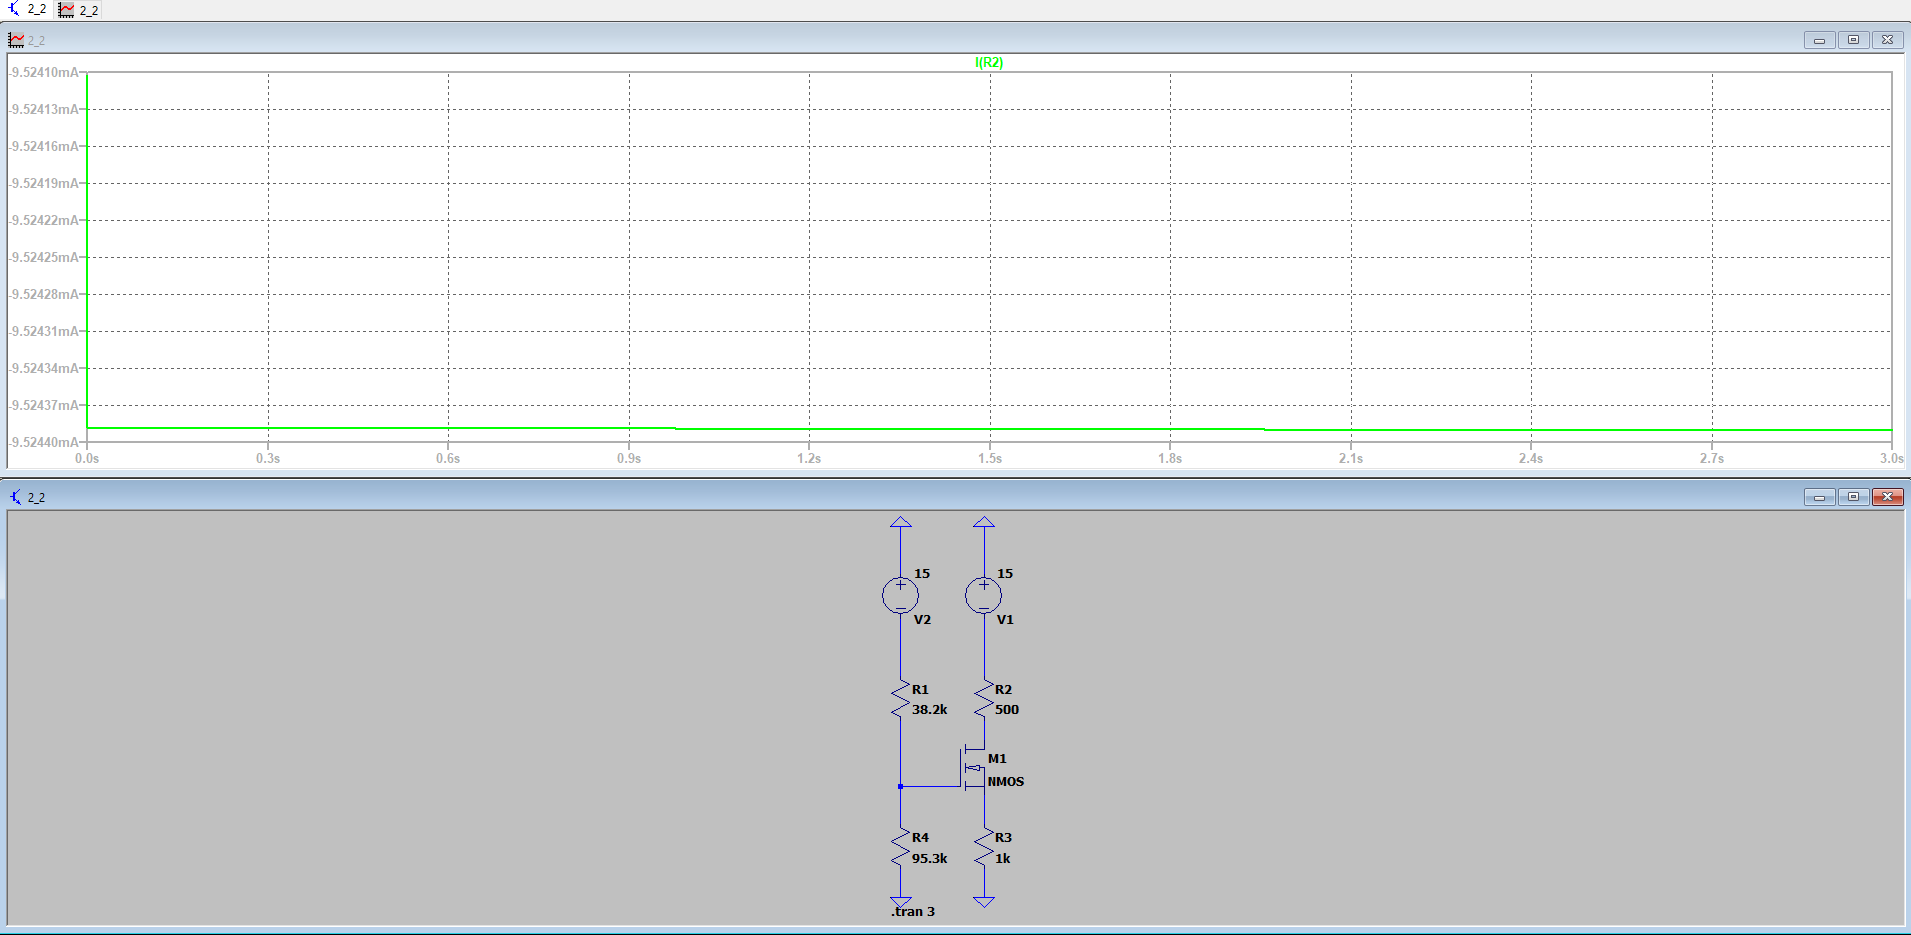 2_2 2_2
2_2
I(R2)
-9.52410mA
-9.52413mA
-9.52416mA
-9.52419mA
-9.52422mA
-9.52425mA
-9.52428mA
-9.52431mA
-9.52434mA
-9.52437mA
-9.52440mA
0.0s 0.3s 0.6s 0.9s 1.2s 1.5s 1.8s 2.1s 2.4s 2.7s 3.0s
2_2
15 15
V2 V1
R1 R2
38.2k 500
M1
NMOS
R4 R3
95.3k 1k
.tran 3